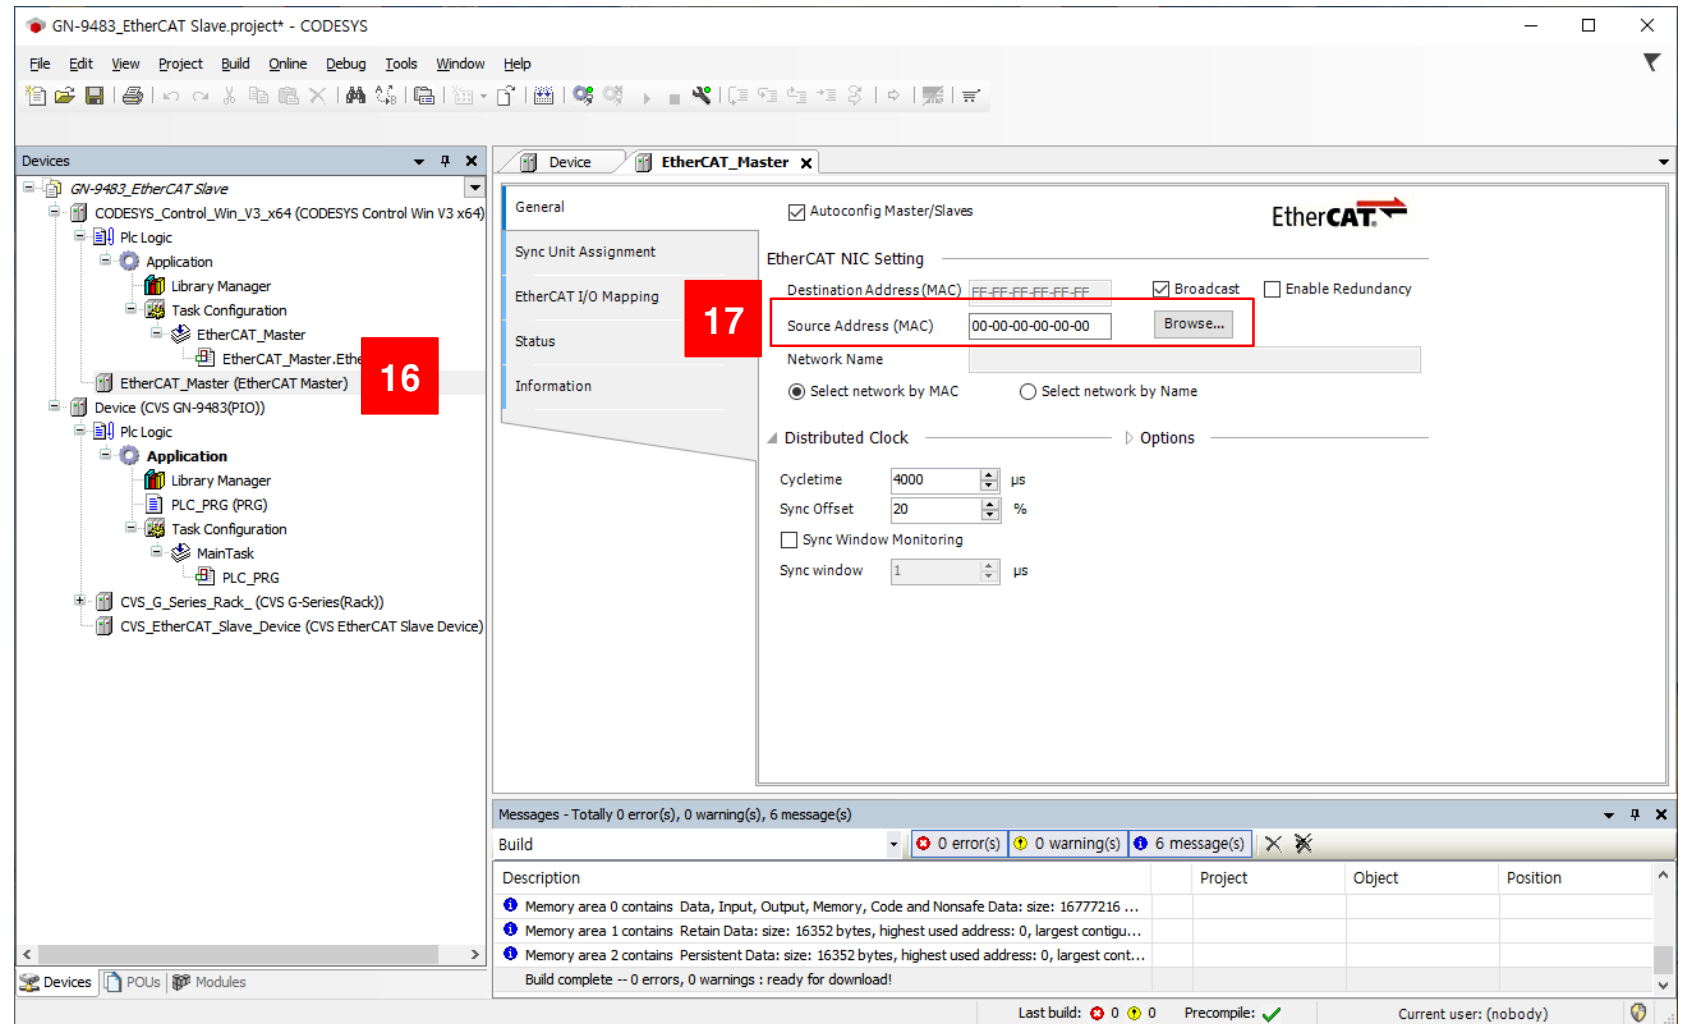 GN-9483_EtherCAT Slave.project* - CODESYS
File Edit View Project Build Online Debug Tools Window Help
Devices
GN-9483_EtherCAT Slave
CODESYS_Control_Win_V3_x64 (CODESYS Control Win V3 x64)
Plc Logic
Application
Library Manager
Task Configuration
EtherCAT_Master
EtherCAT_Master.Ethe
EtherCAT_Master (EtherCAT Master)
16
Device (CVS GN-9483(PIO))
Plc Logic
Application
Library Manager
PLC_PRG (PRG)
Task Configuration
MainTask
PLC_PRG
CVS_G_Series_Rack_ (CVS G-Series(Rack))
CVS_EtherCAT_Slave_Device (CVS EtherCAT Slave Device)
Devices POUs Modules
Device EtherCAT_Master
General
Sync Unit Assignment
EtherCAT I/O Mapping
Status
Information
17
Autoconfig Master/Slaves
EtherCAT.
EtherCAT NIC Setting
Destination Address (MAC) FF-FF-FF-FF-FF-FF Broadcast Enable Redundancy
Source Address (MAC) 00-00-00-00-00-00 Browse...
Network Name
Select network by MAC Select network by Name
Distributed Clock Options
Cycletime 4000 µs
Sync Offset 20 %
Sync Window Monitoring
Sync window 1 µs
Messages - Totally 0 error(s), 0 warning(s), 6 message(s)
Build 0 error(s) 0 warning(s) 6 message(s)
Description Project Object Position
Memory area 0 contains Data, Input, Output, Memory, Code and Nonsafe Data: size: 16777216 ...
Memory area 1 contains Retain Data: size: 16352 bytes, highest used address: 0, largest contigu...
Memory area 2 contains Persistent Data: size: 16352 bytes, highest used address: 0, largest cont...
Build complete -- 0 errors, 0 warnings : ready for download!
Last build: 0 0 Precompile: Current user: (nobody)